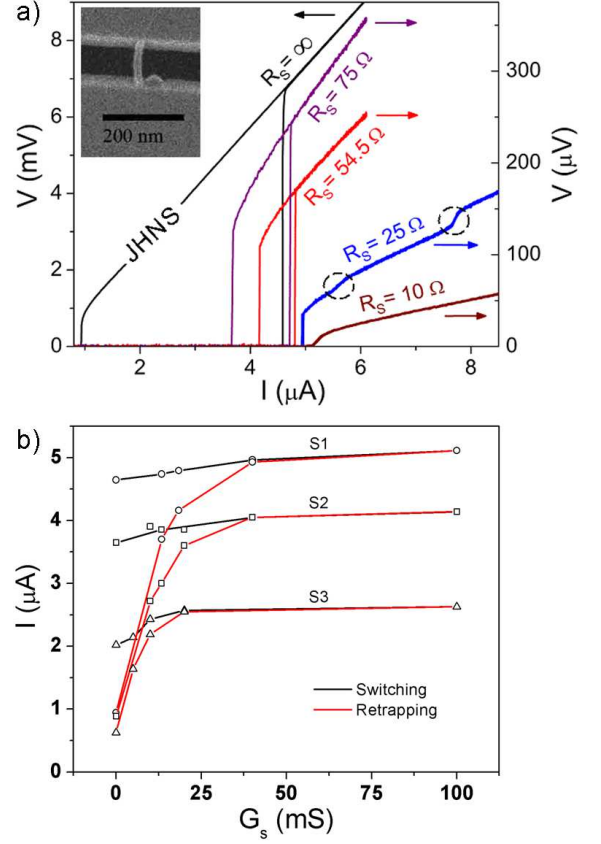 a)
8
6
4
2
0
V (mV)
200 nm
R_S = ∞
R_S = 75 Ω
R_S = 54.5 Ω
R_S = 25 Ω
R_S = 10 Ω
JHNS
300
200
100
0
V (μV)
2
4
6
8
I (μA)
b)
5
4
3
2
1
0
I (μA)
S1
S2
S3
Switching
Retrapping
0
25
50
75
100
G_s (mS)